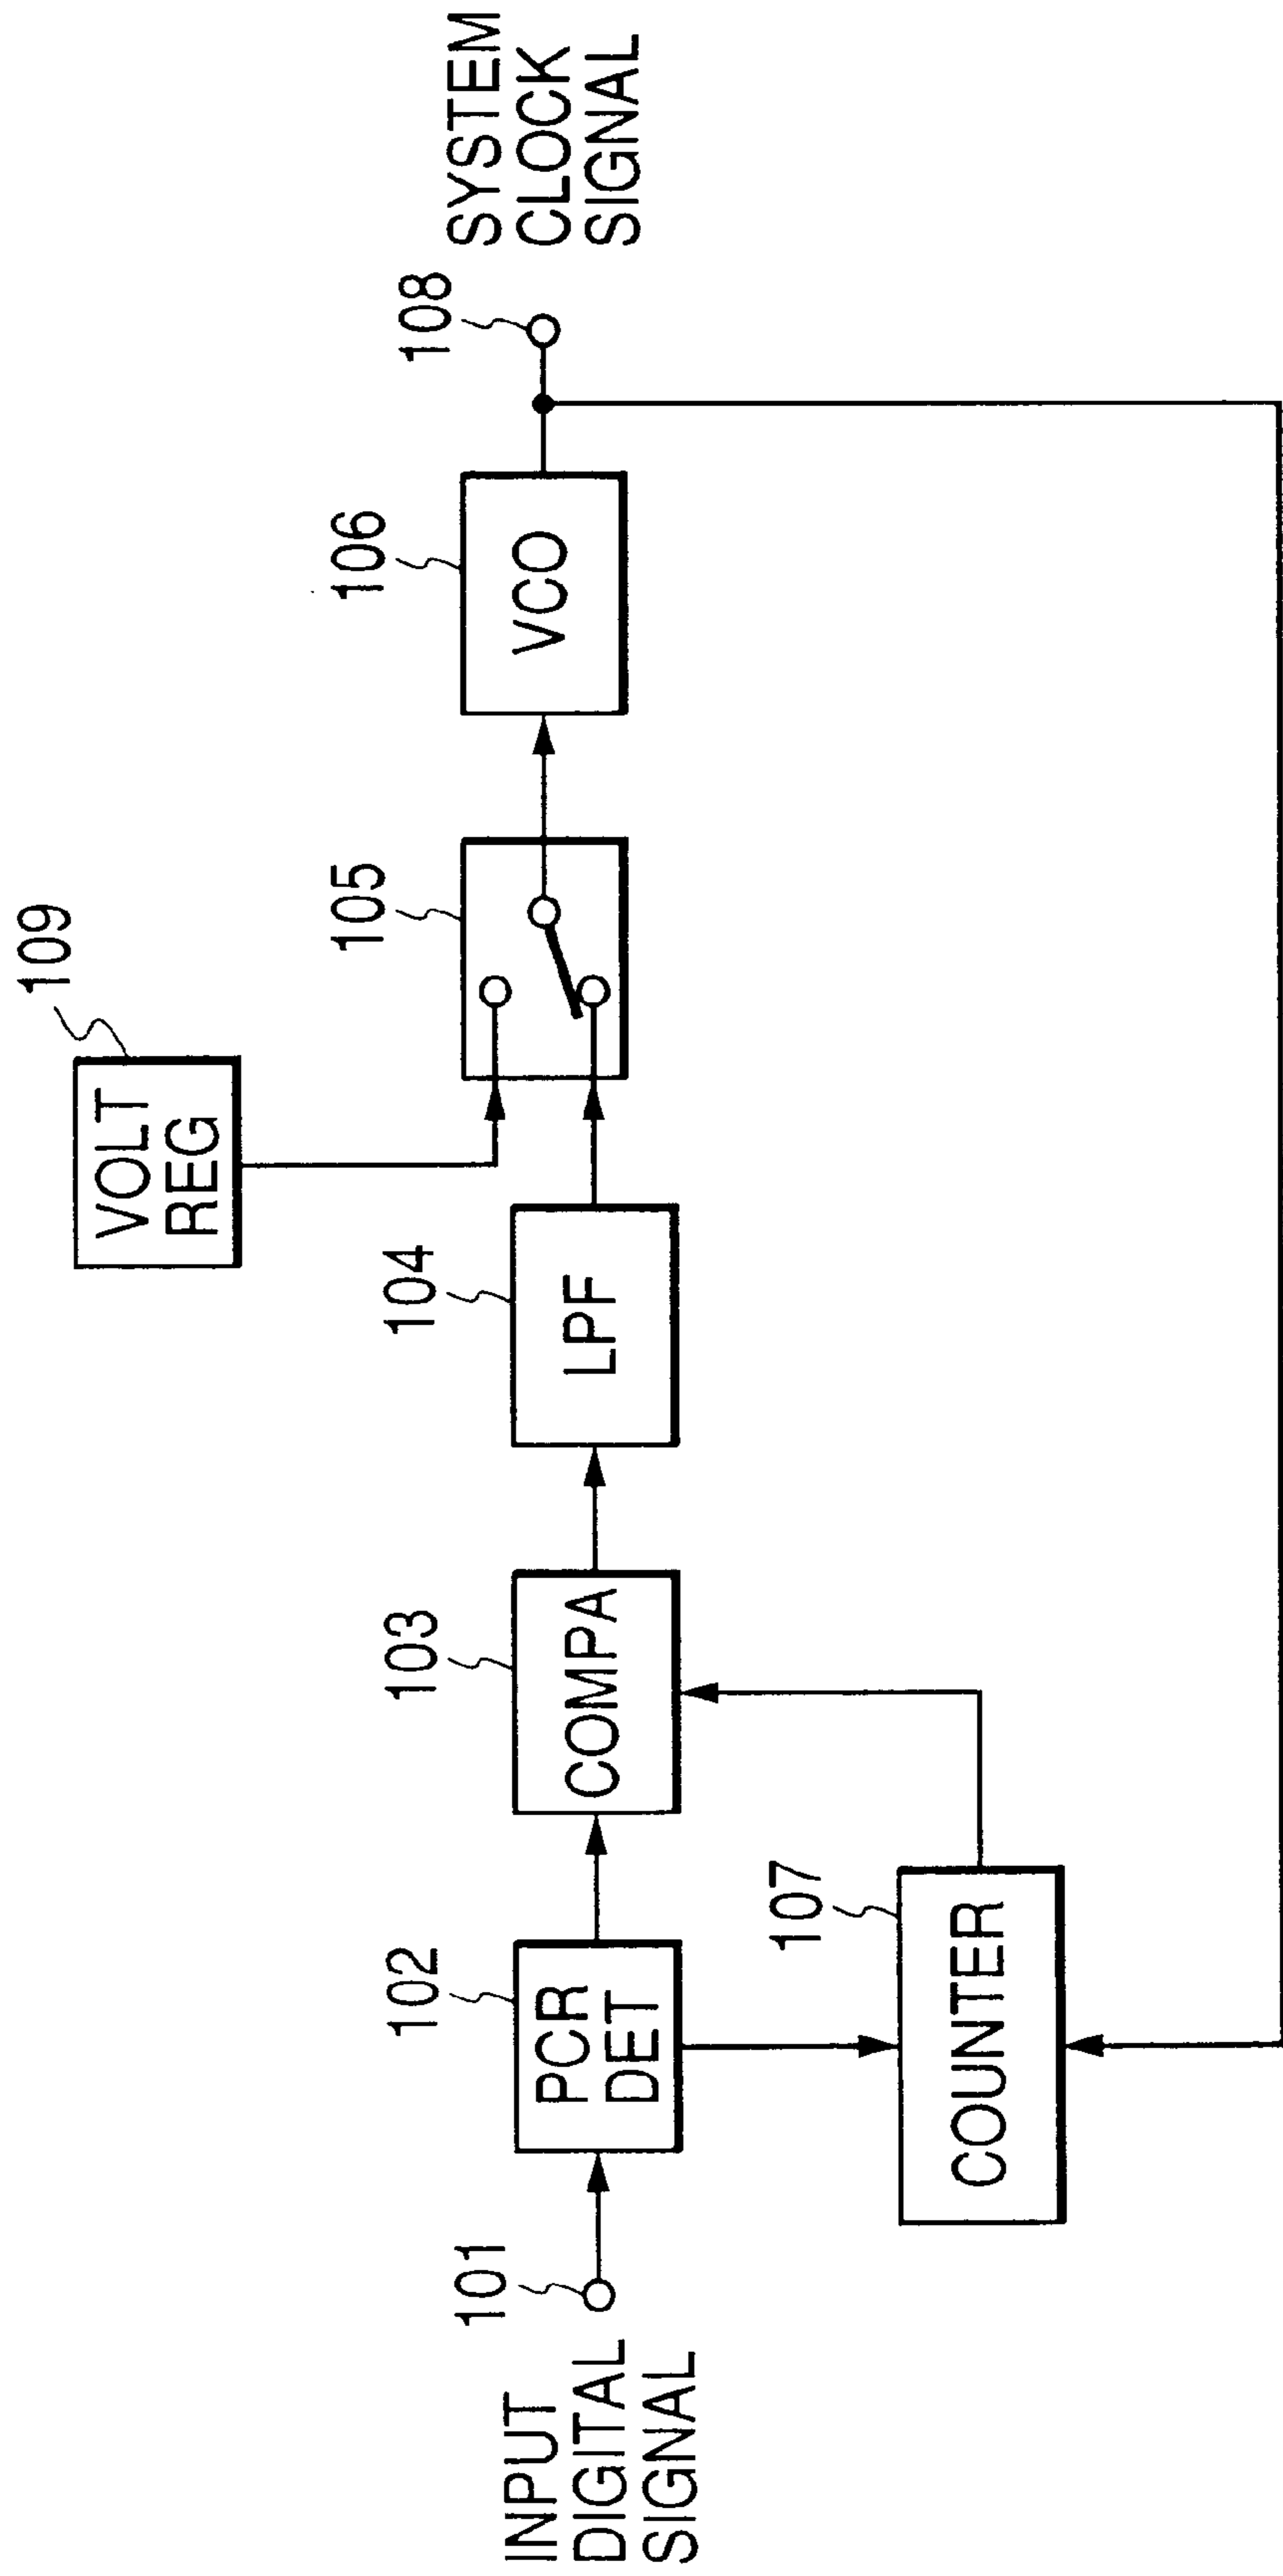 109
VOLT
REG
105
106
108
SYSTEM
CLOCK
SIGNAL
104
LPF
VCO
103
COMPA
102
PCR
DET
101
INPUT
DIGITAL
SIGNAL
107
COUNTER